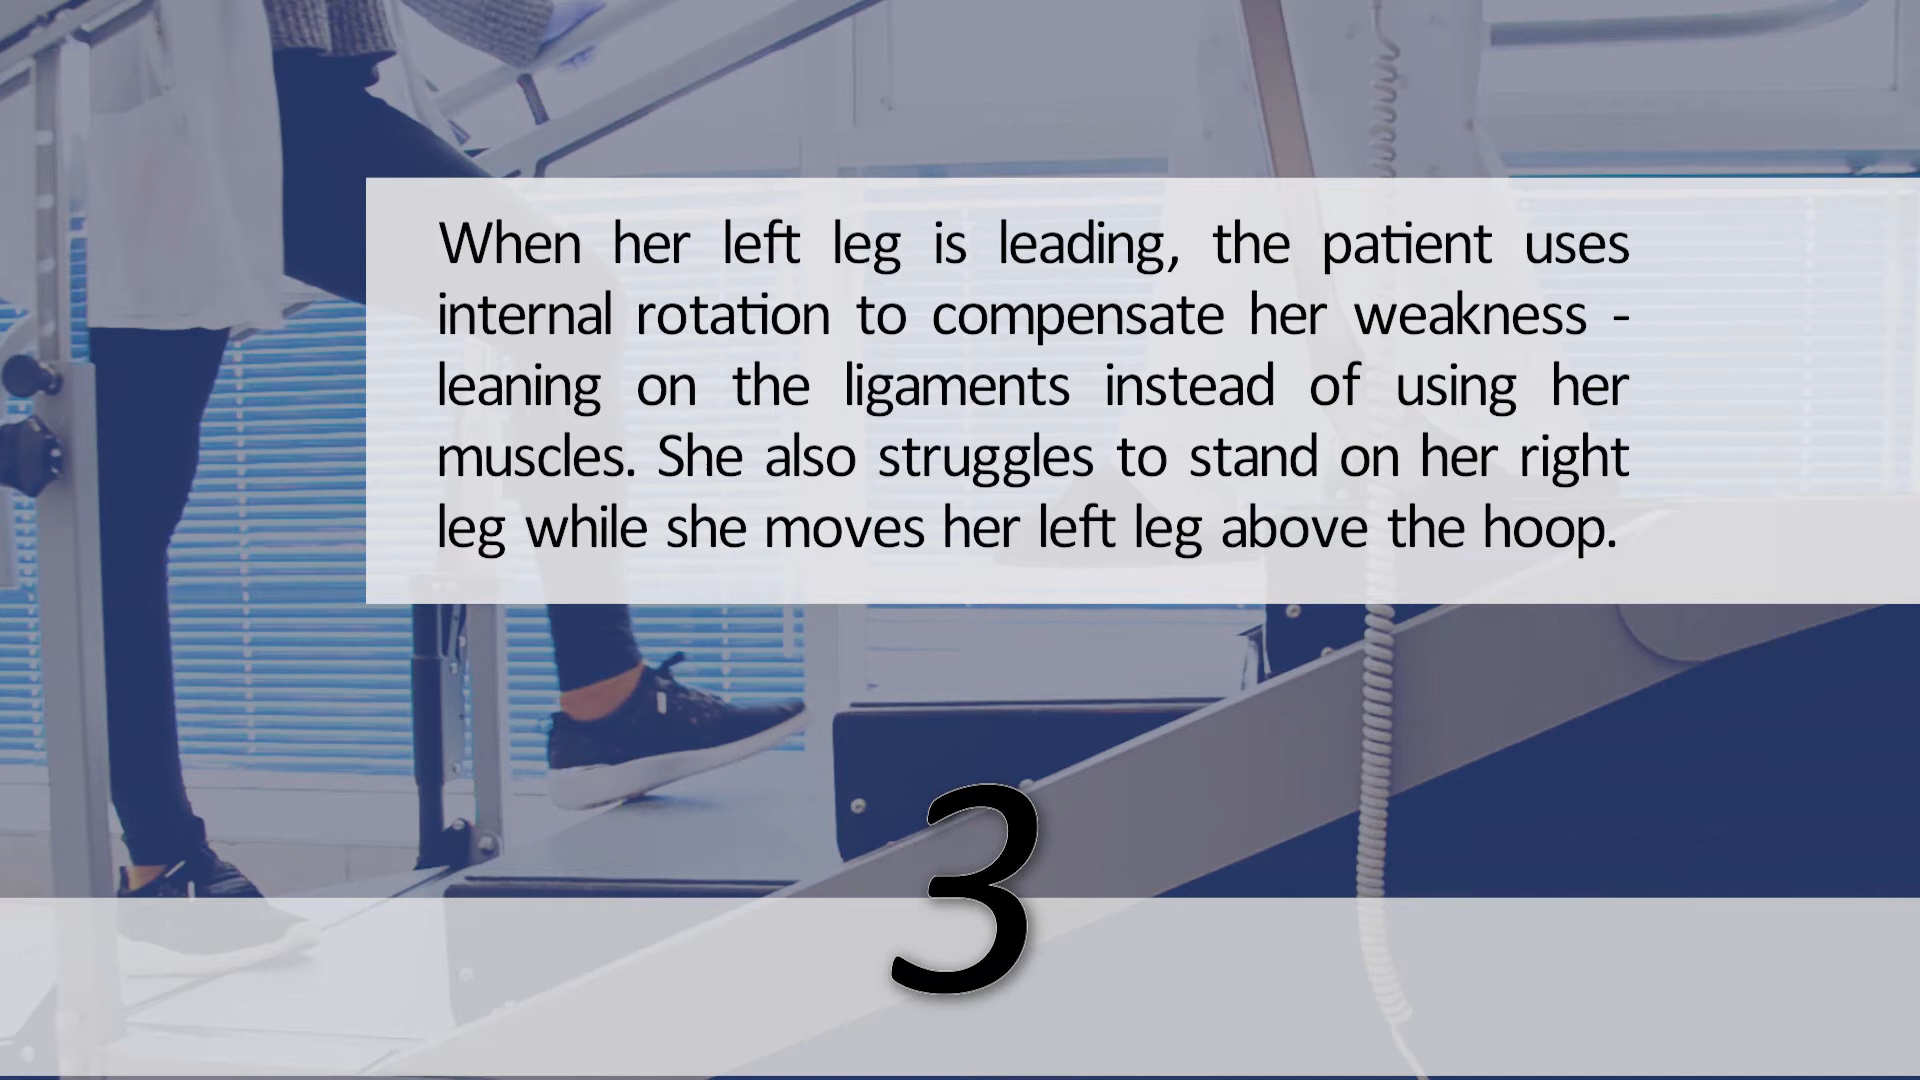 When her left leg is leading, the patient uses
internal rotation to compensate her weakness -
leaning on the ligaments instead of using her
muscles. She also struggles to stand on her right
leg while she moves her left leg above the hoop.
3